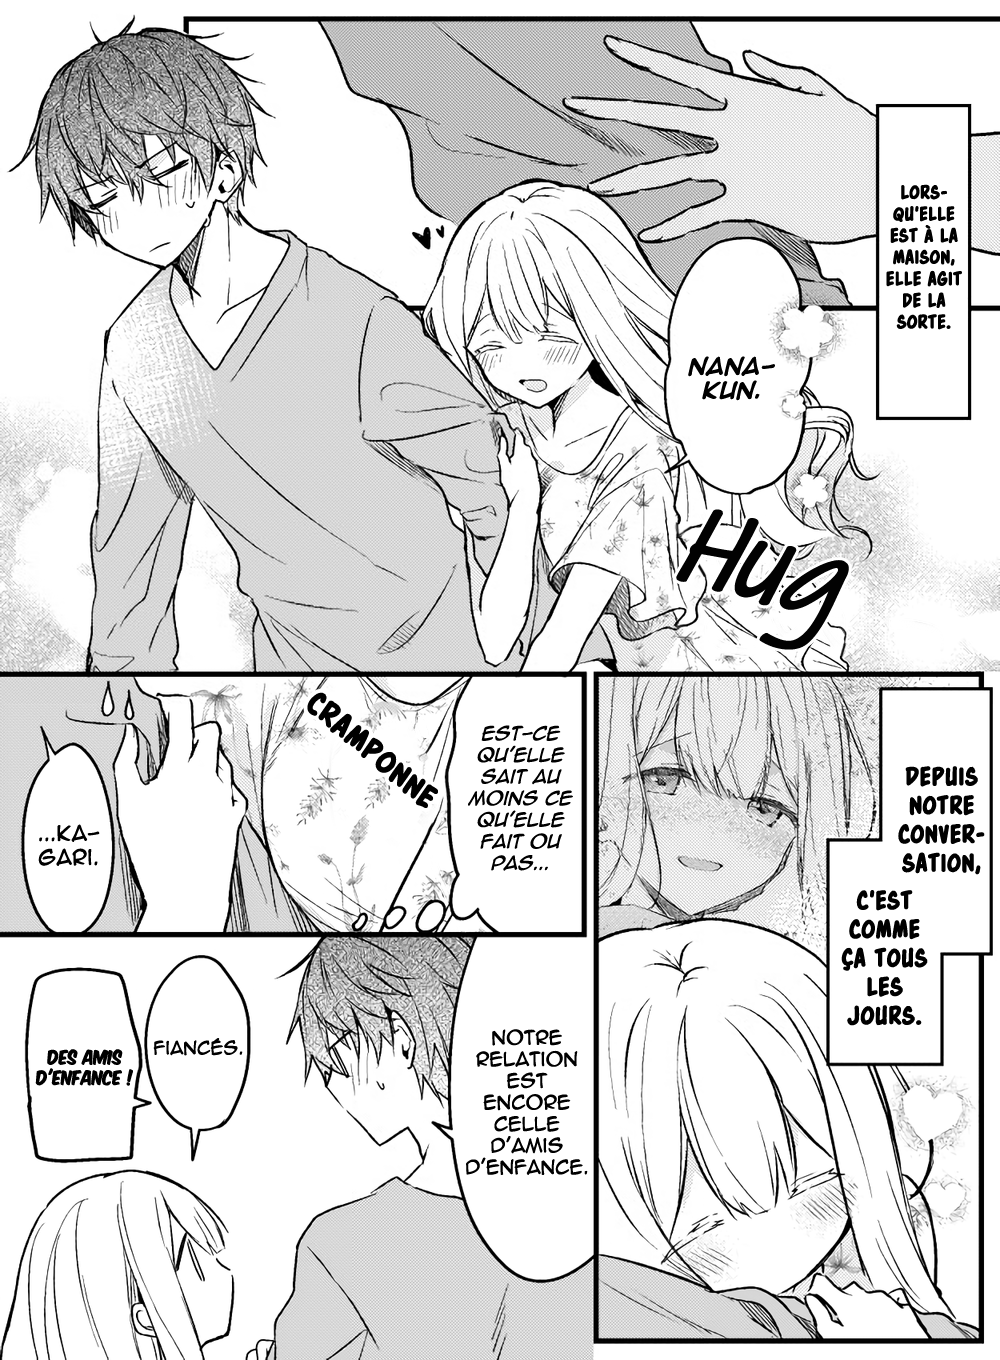 LORS-
QU'ELLE
EST À LA
MAISON,
ELLE AGIT
DE LA
SORTE.
NANA-
KUN.
HUG
DEPUIS
NOTRE
CONVER-
SATION,
C'EST
COMME
ÇA TOUS
LES
JOURS.
EST-CE
QU'ELLE
SAIT AU
MOINS CE
QU'ELLE
FAIT OU
PAS...
CRAMPONNE
...KA-
GARI.
NOTRE
RELATION
EST
ENCORE
CELLE
D'AMIS
D'ENFANCE.
FIANCÉS.
DES AMIS
D'ENFANCE !